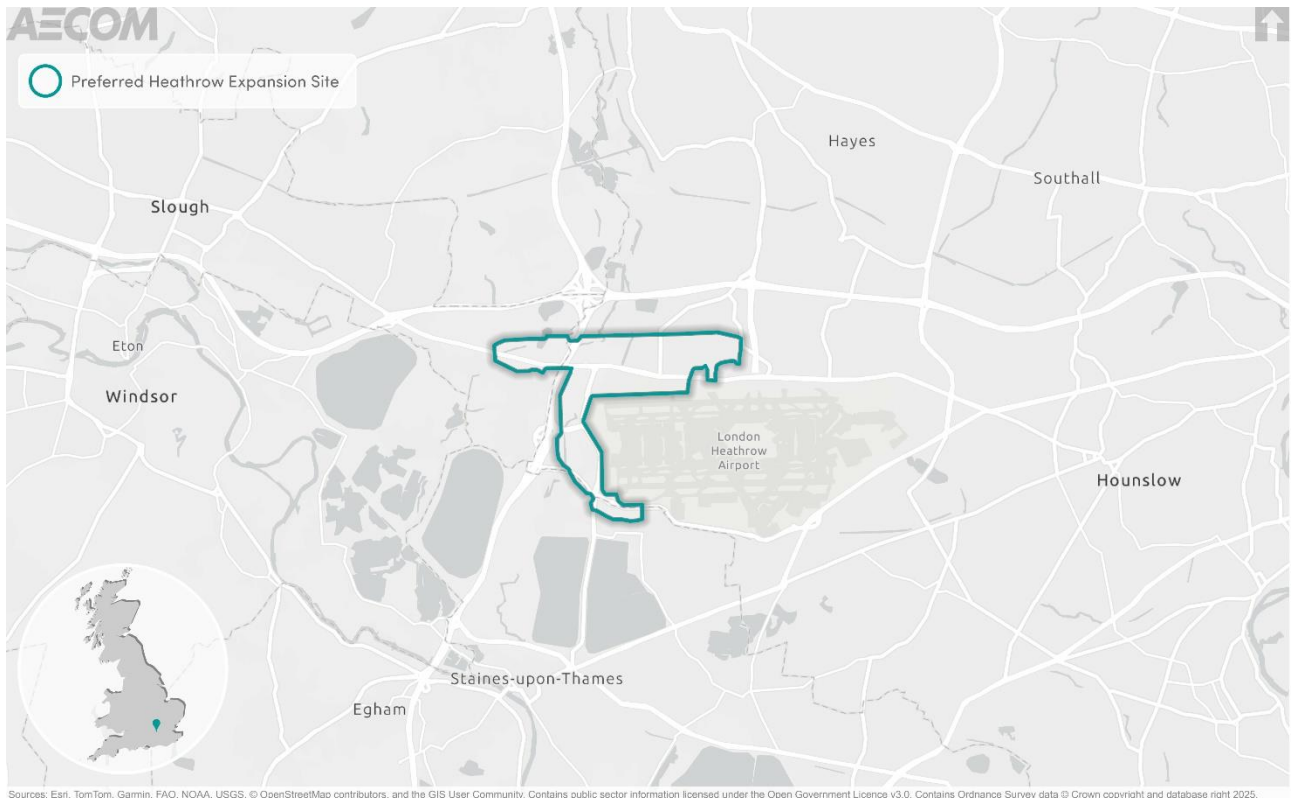 AECOM
Preferred Heathrow Expansion Site
Hayes
Southall
Slough
Eton
Windsor
London
Heathrow
Airport
Hounslow
Staines-upon-Thames
Egham
Sources: Esri, TomTom, Garmin, FAO, NOAA, USGS, © OpenStreetMap contributors, and the GIS User Community, Contains public sector information licensed under the Open Government Licence v3.0, Contains Ordnance Survey data © Crown copyright and database right 2025.